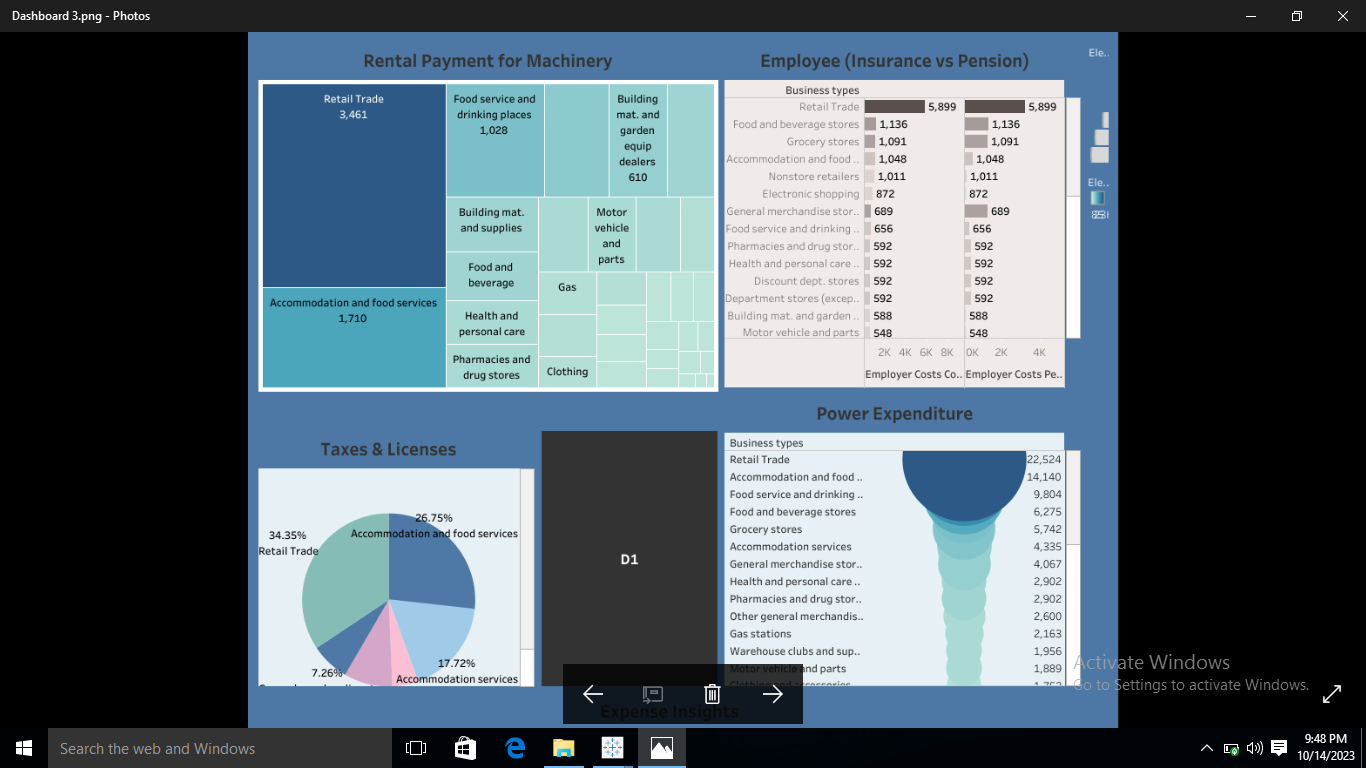 Dashboard 3.png - Photos
Rental Payment for Machinery
Retail Trade
3,461
Accommodation and food services
1,710
Food service and
drinking places
1,028
Building
mat. and
garden
equip
dealers
610
Building mat.
and supplies
Motor
vehicle
and
parts
Food and
beverage
Gas
Health and
personal care
Pharmacies and
drug stores
Clothing
Employee (Insurance vs Pension)
Business types
Retail Trade 5,899 5,899
Food and beverage stores 1,136 1,136
Grocery stores 1,091 1,091
Accommodation and food .. 1,048 1,048
Nonstore retailers 1,011 1,011
Electronic shopping 872 872
General merchandise stor.. 689 689
Food service and drinking .. 656 656
Pharmacies and drug stor.. 592 592
Health and personal care .. 592 592
Discount dept. stores 592 592
Department stores (excep.. 592 592
Building mat. and garden .. 588 588
Motor vehicle and parts 548 548
2K 4K 6K 8K 0K 2K 4K
Employer Costs Co.. Employer Costs Pe..
Ele..
Ele..
Taxes & Licenses
26.75%
Accommodation and food services
34.35%
Retail Trade
7.26%
17.72%
Accommodation services
D1
Power Expenditure
Business types
Retail Trade 22,524
Accommodation and food .. 14,140
Food service and drinking .. 9,804
Food and beverage stores 6,275
Grocery stores 5,742
Accommodation services 4,335
General merchandise stor.. 4,067
Health and personal care .. 2,902
Pharmacies and drug stor.. 2,902
Other general merchandis.. 2,600
Gas stations 2,163
Warehouse clubs and sup.. 1,956
Motor vehicle and parts 1,889
Expense Insights
Activate Windows
Go to Settings to activate Windows.
Search the web and Windows
9:48 PM
10/14/2023